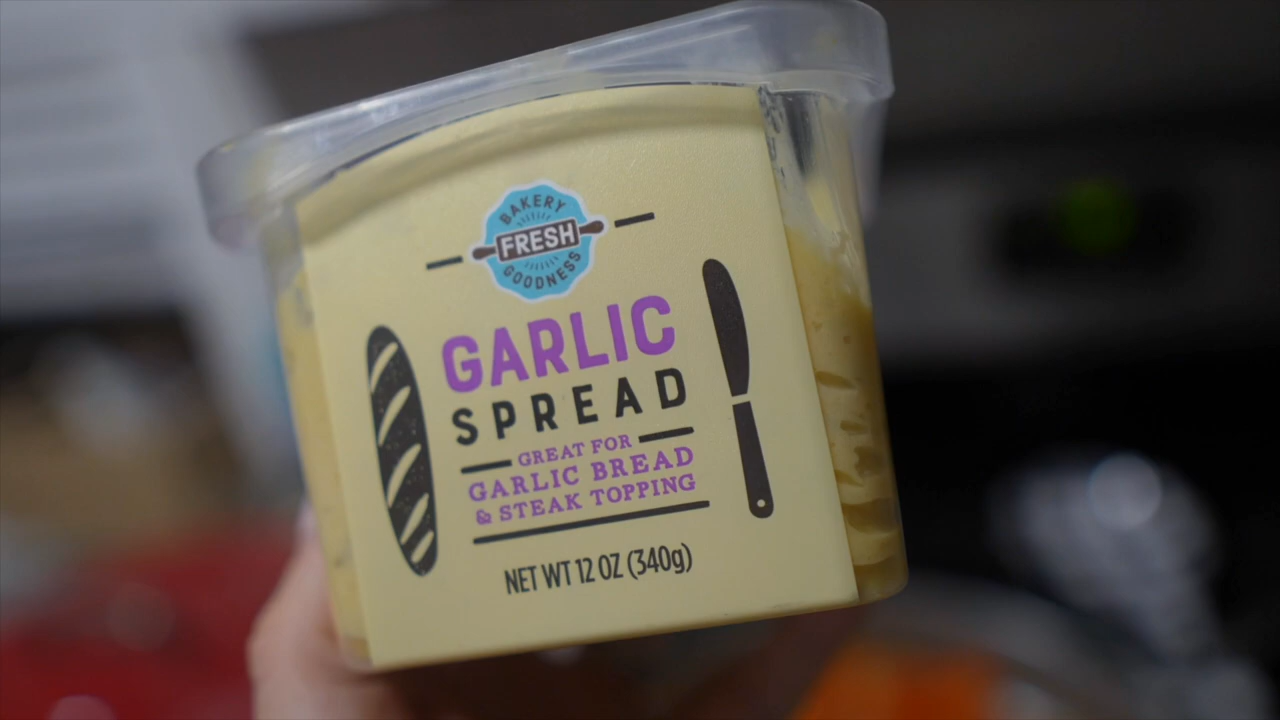 BAKERY
FRESH
GOODNESS
GARLIC
SPREAD
GREAT FOR
GARLIC BREAD
& STEAK TOPPING
NET WT 12 OZ (340g)